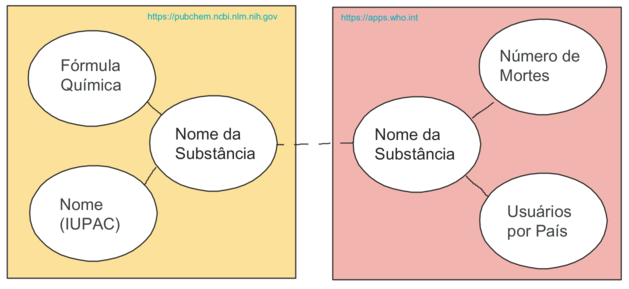 https://pubchem.ncbi.nlm.nih.gov
Fórmula
Química
Nome da
Substância
Nome
(IUPAC)
https://apps.who.int
Número de
Mortes
Nome da
Substância
Usuários
por País